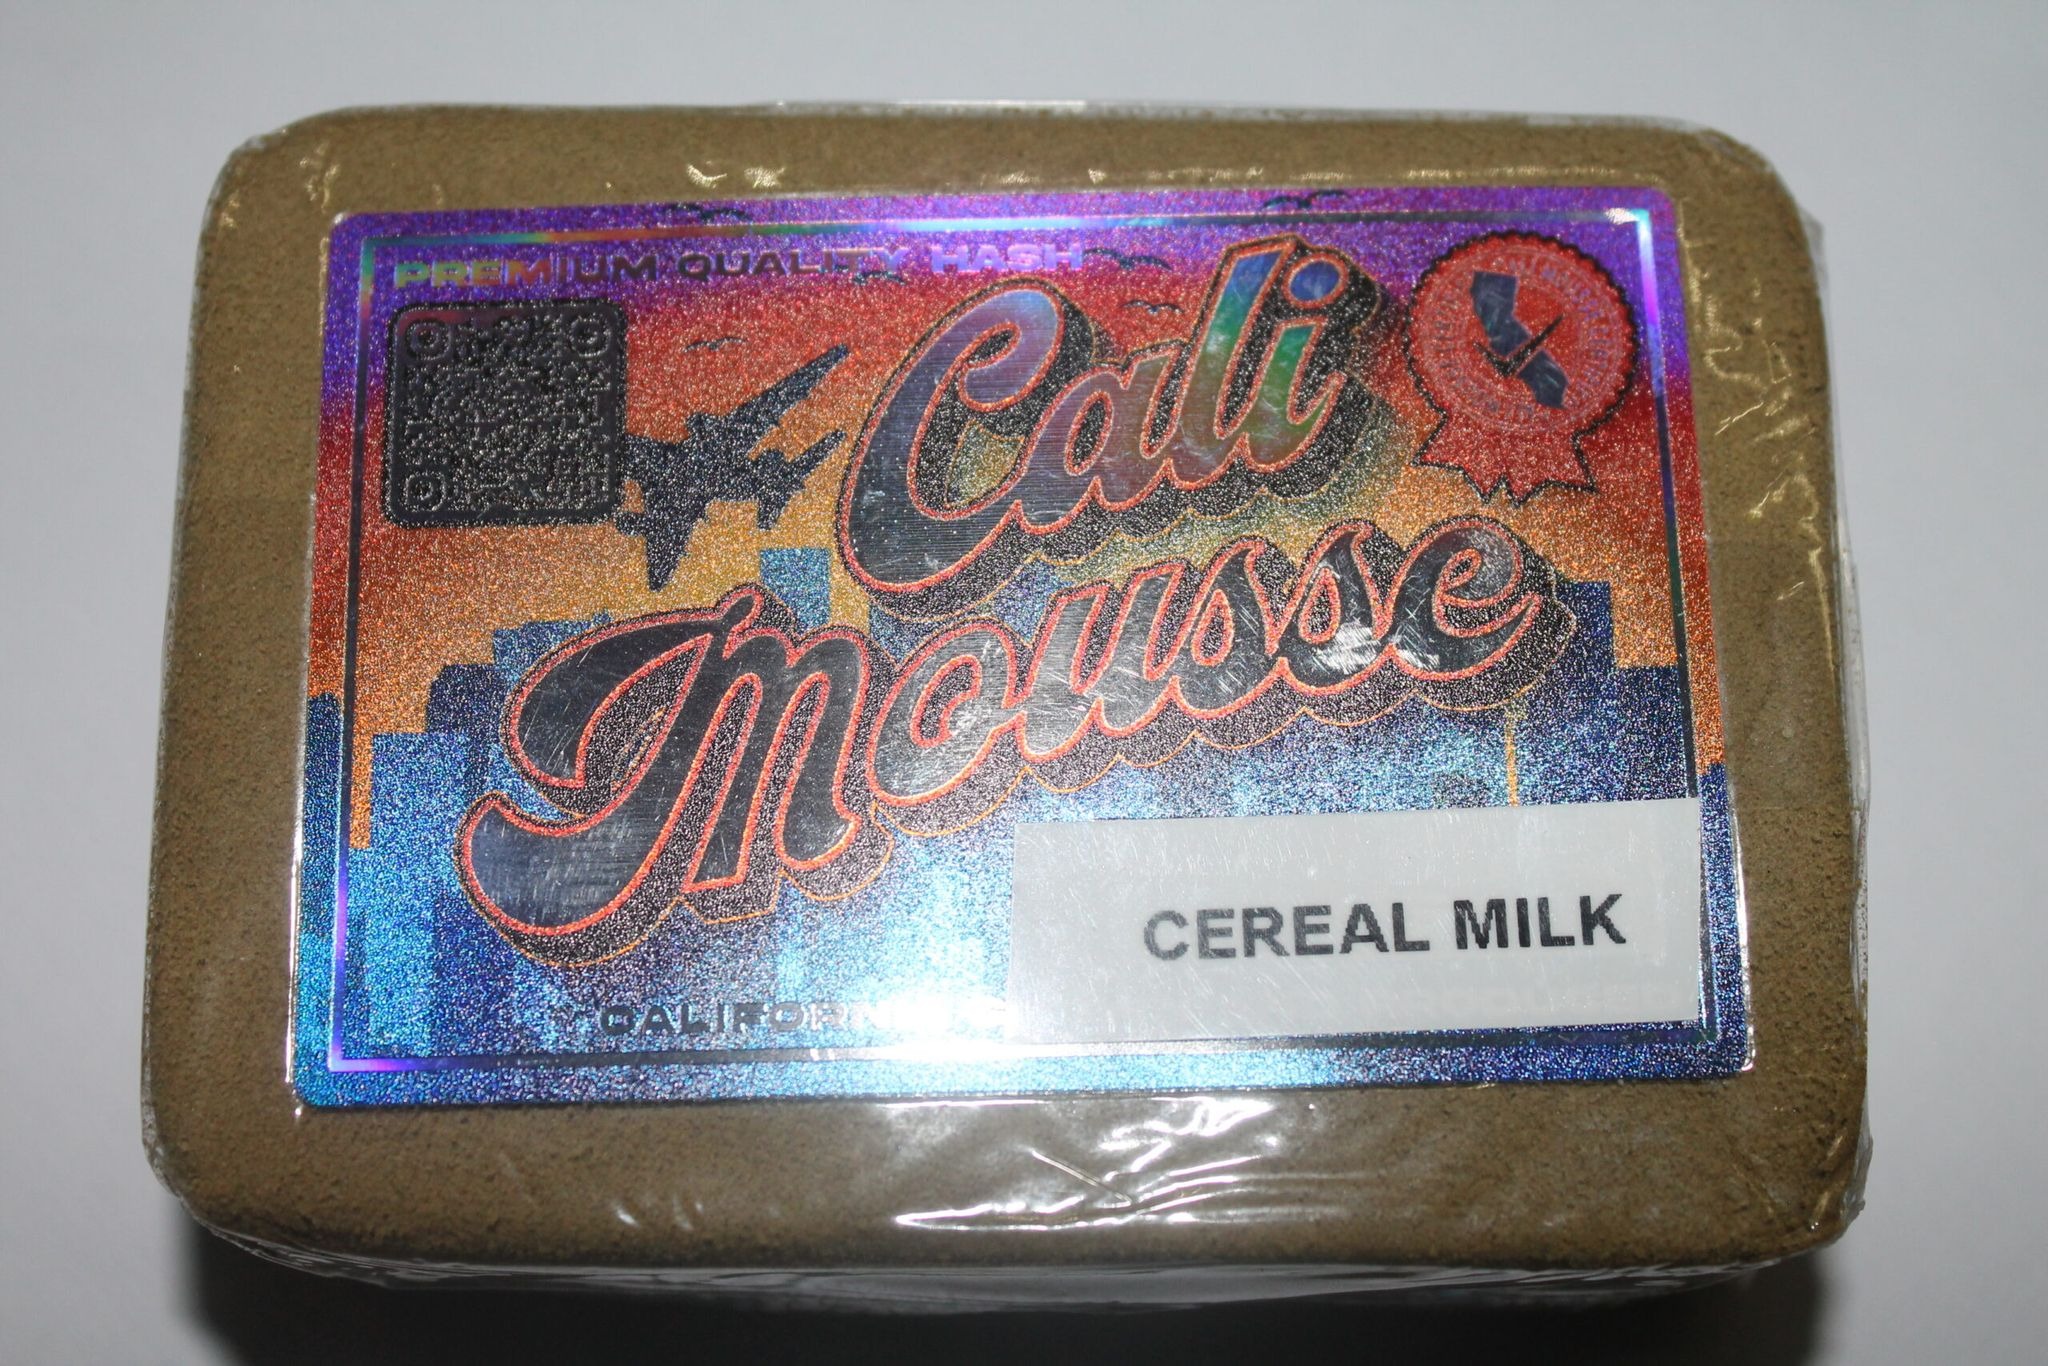 PREMIUM QUALITY HASH
Cali
Mousse
CEREAL MILK